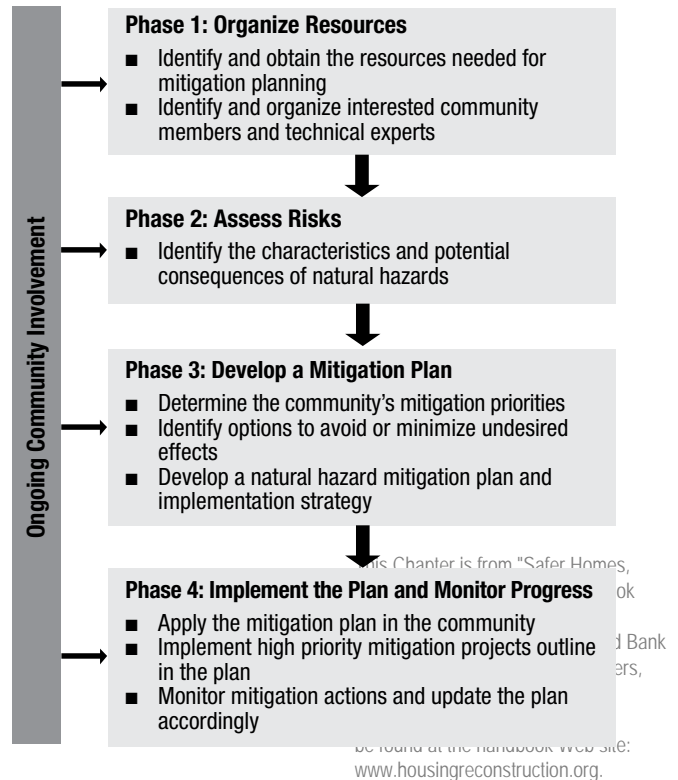 Ongoing Community Involvement
Phase 1: Organize Resources
■ Identify and obtain the resources needed for
mitigation planning
■ Identify and organize interested community
members and technical experts
Phase 2: Assess Risks
■ Identify the characteristics and potential
consequences of natural hazards
Phase 3: Develop a Mitigation Plan
■ Determine the community’s mitigation priorities
■ Identify options to avoid or minimize undesired
effects
■ Develop a natural hazard mitigation plan and
implementation strategy
This Chapter is from "Safer Homes,
Phase 4: Implement the Plan and Monitor Progress
■ Apply the mitigation plan in the community
■ Implement high priority mitigation projects outline
in the plan
■ Monitor mitigation actions and update the plan
accordingly
Bank
be found at the handbook Web site:
www.housingreconstruction.org.